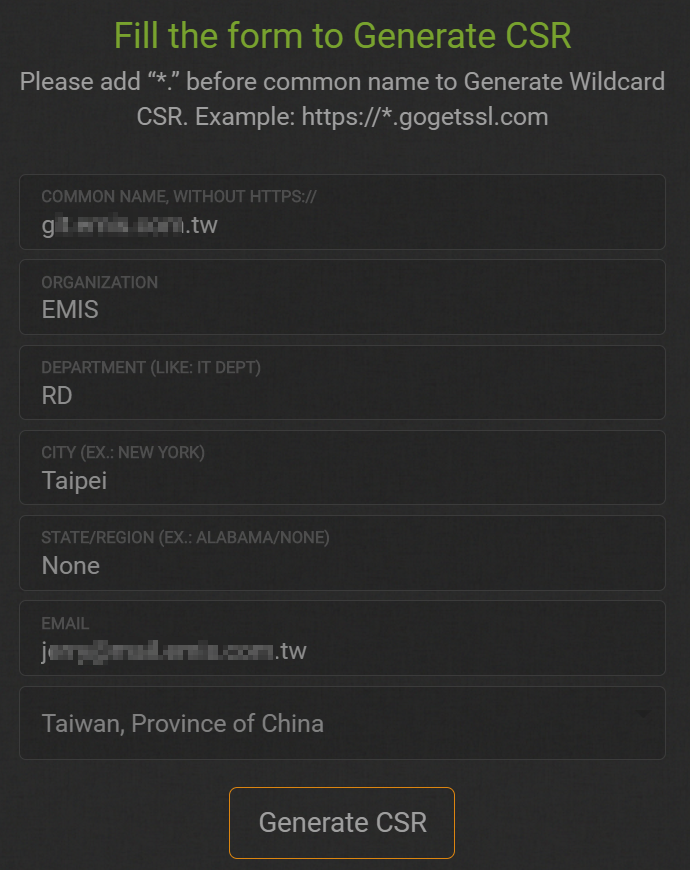 Fill the form to Generate CSR
Please add “*.” before common name to Generate Wildcard
CSR. Example: https://*.gogetssl.com
COMMON NAME, WITHOUT HTTPS://
.tw
ORGANIZATION
EMIS
DEPARTMENT (LIKE: IT DEPT)
RD
CITY (EX.: NEW YORK)
Taipei
STATE/REGION (EX.: ALABAMA/NONE)
None
EMAIL
.tw
Taiwan, Province of China
Generate CSR